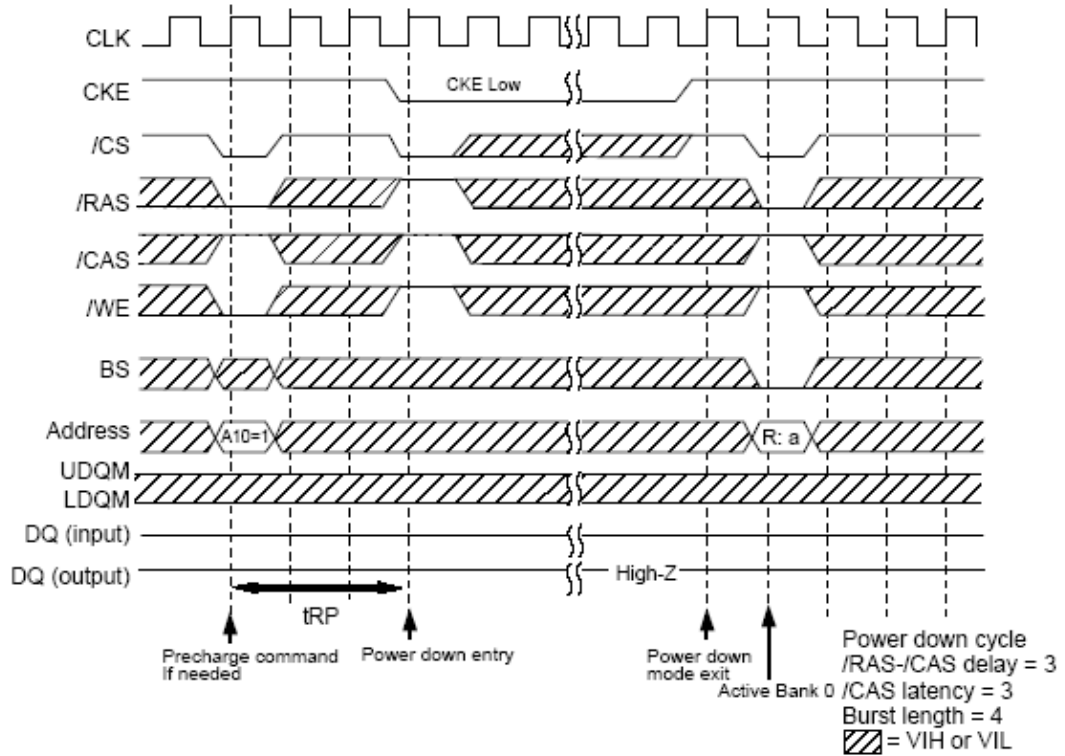 CLK
CKE
CKE Low
/CS
/RAS
/CAS
/WE
BS
Address
A10=1
R: a
UDQM
LDQM
DQ (input)
DQ (output)
High-Z
tRP
Precharge command
If needed
Power down entry
Power down
mode exit
Active Bank 0
Power down cycle
/RAS-/CAS delay = 3
/CAS latency = 3
Burst length = 4
= VIH or VIL